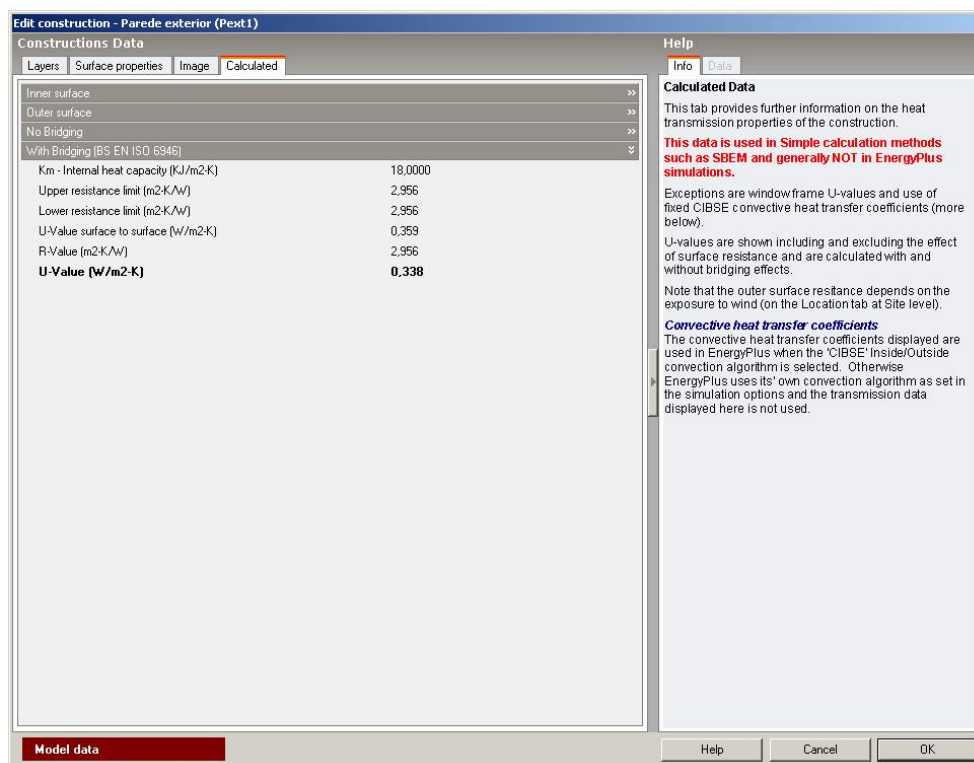 Edit construction - Parede exterior (Pext1)
Constructions Data
Layers Surface properties Image Calculated
Inner surface »
Outer surface »
No Bridging »
With Bridging (BS EN ISO 6946)
Km - Internal heat capacity (KJ/m2-K) 18,0000
Upper resistance limit (m2-K/W) 2,956
Lower resistance limit (m2-K/W) 2,956
U-Value surface to surface (W/m2-K) 0,359
R-Value (m2-K/W) 2,956
U-Value (W/m2-K) 0,338
Model data
Help
Info Data
Calculated Data
This tab provides further information on the heat
transmission properties of the construction.
This data is used in Simple calculation methods
such as SBEM and generally NOT in EnergyPlus
simulations.
Exceptions are window frame U-values and use of
fixed CIBSE convective heat transfer coefficients (more
below).
U-values are shown including and excluding the effect
of surface resistance and are calculated with and
without bridging effects.
Note that the outer surface resitance depends on the
exposure to wind (on the Location tab at Site level).
Convective heat transfer coefficients
The convective heat transfer coefficients displayed are
used in EnergyPlus when the 'CIBSE' Inside/Outside
convection algorithm is selected. Otherwise
EnergyPlus uses its' own convection algorithm as set in
the simulation options and the transmission data
displayed here is not used.
Help Cancel OK